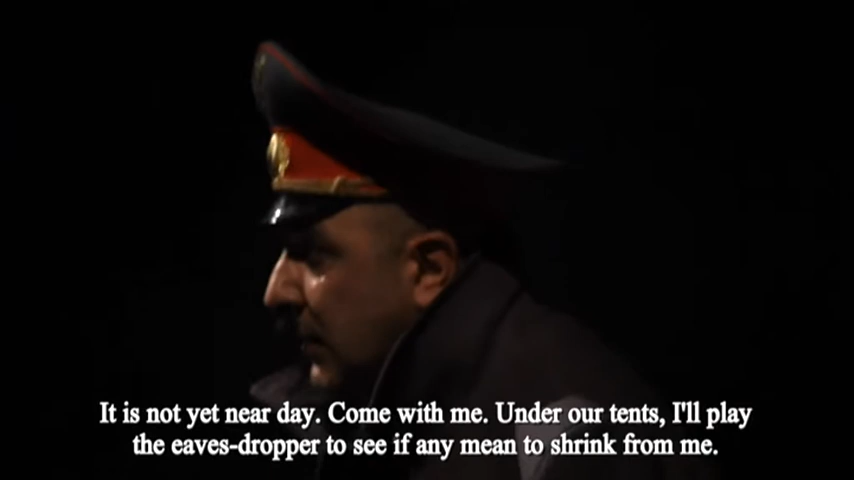 It is not yet near day. Come with me. Under our tents, I'll play
the eaves-dropper to see if any mean to shrink from me.